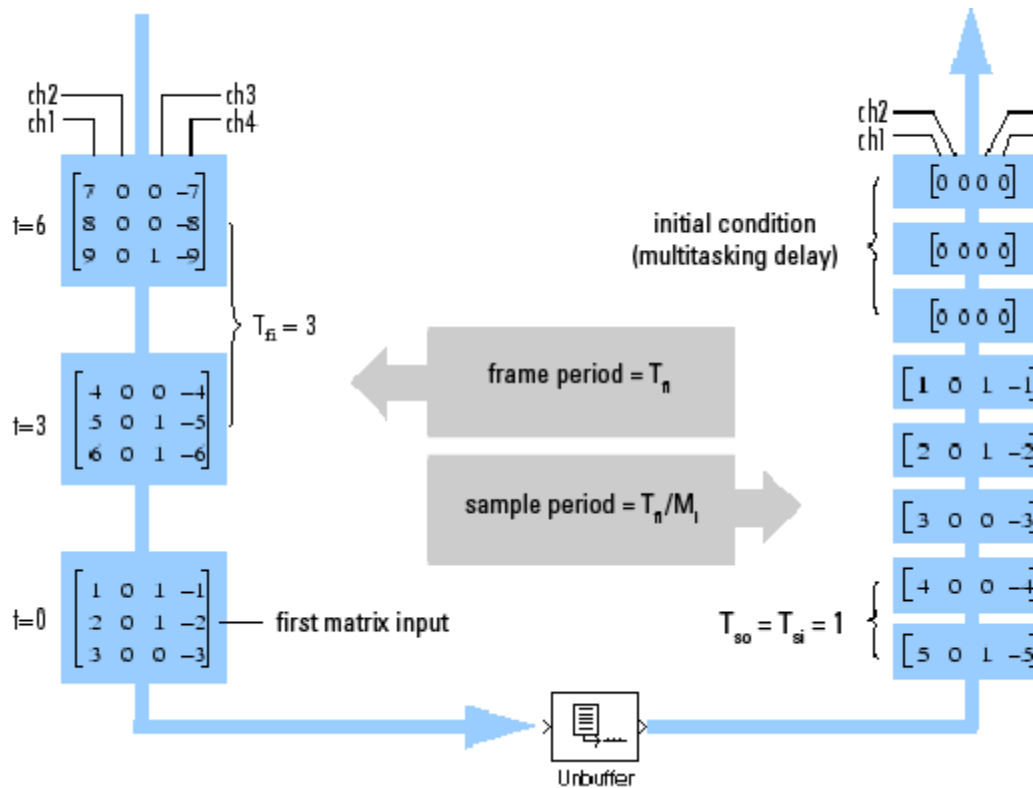 ch2
ch3
ch1
ch4
t=6
7 0 0 -7
8 0 0 -8
9 0 1 -9
T_fi = 3
t=3
4 0 0 -4
5 0 1 -5
6 0 1 -6
t=0
1 0 1 -1
2 0 1 -2
3 0 0 -3
first matrix input
frame period = T_fi
sample period = T_fi/M_i
Unbuffer
ch2
ch1
initial condition
(multitasking delay)
[0 0 0 0]
[0 0 0 0]
[0 0 0 0]
[1 0 1 -1]
[2 0 1 -2]
[3 0 0 -3]
[4 0 0 -4]
[5 0 1 -5]
T_so = T_si = 1